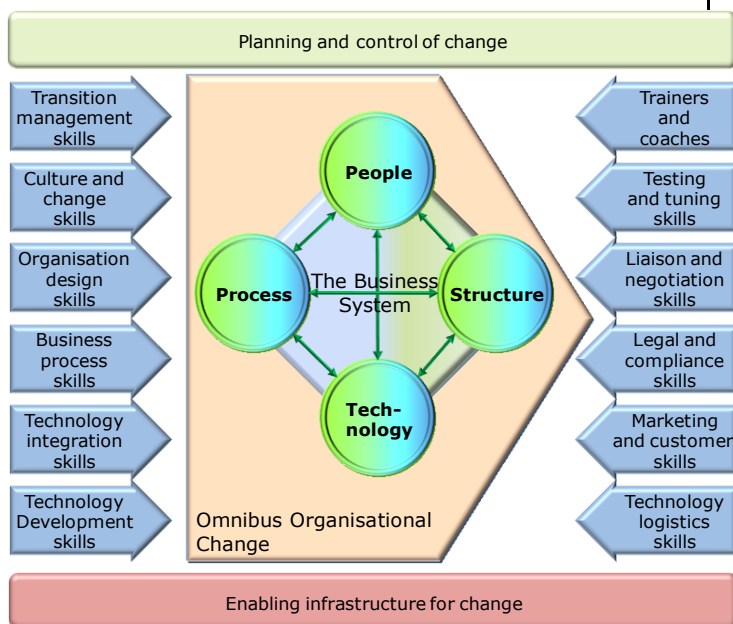 Planning and control of change
Transition
management
skills
Culture and
change
skills
Organisation
design
skills
Business
process
skills
Technology
integration
skills
Technology
Development
skills
People
Process
The Business
System
Structure
Tech-
nology
Omnibus Organisational
Change
Trainers
and
coaches
Testing
and tuning
skills
Liaison and
negotiation
skills
Legal and
compliance
skills
Marketing
and customer
skills
Technology
logistics
skills
Enabling infrastructure for change